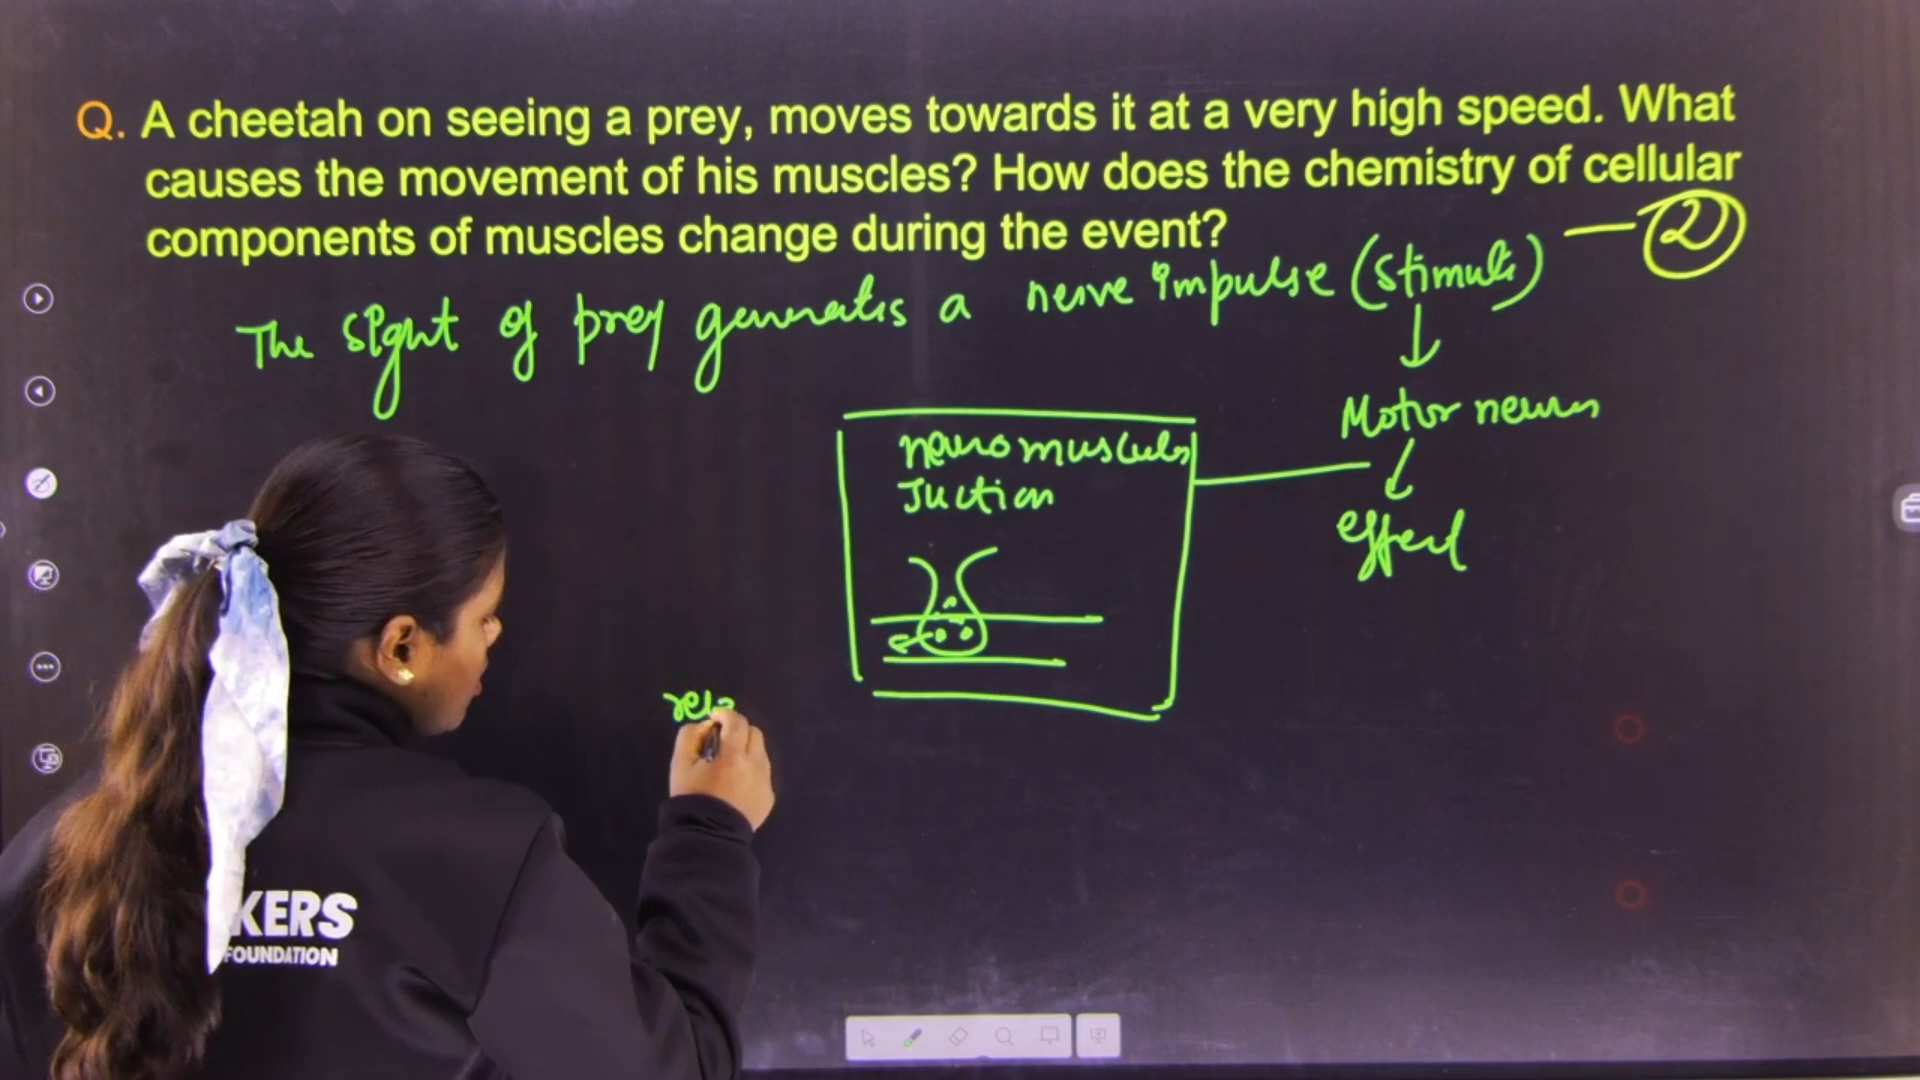 Q. A cheetah on seeing a prey, moves towards it at a very high speed. What
causes the movement of his muscles? How does the chemistry of cellular
components of muscles change during the event?
2
The sight of prey generates a nerve impulse (stimuli)
Motor neuron
neuromuscular
Juction
rela
KERS
FOUNDATION